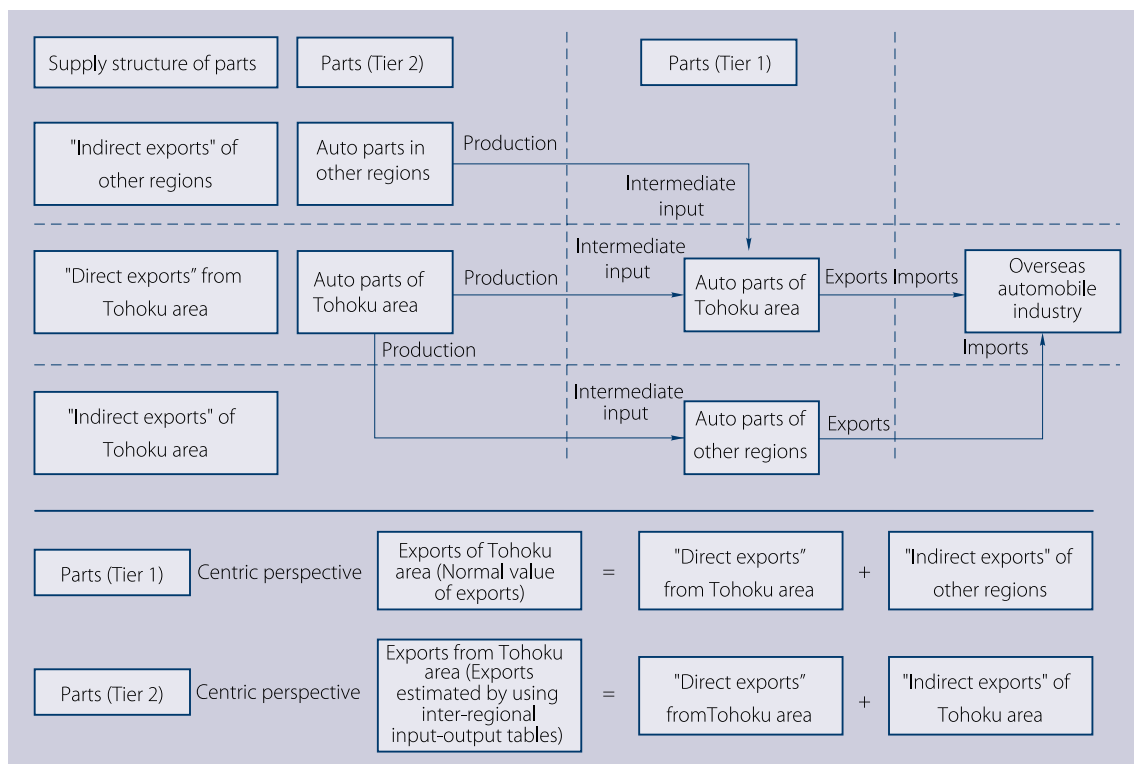 Supply structure of parts
Parts (Tier 2)
Parts (Tier 1)
"Indirect exports" of
other regions
Auto parts in
other regions
Production
Intermediate
input
"Direct exports” from
Tohoku area
Auto parts of
Tohoku area
Production
Intermediate
input
Auto parts of
Tohoku area
Exports Imports
Overseas
automobile
industry
Production
Imports
"Indirect exports" of
Tohoku area
Intermediate
input
Auto parts of
other regions
Exports
Parts (Tier 1)
Centric perspective
Exports of Tohoku
area (Normal value
of exports)
=
"Direct exports”
from Tohoku area
+
"Indirect exports" of
other regions
Parts (Tier 2)
Centric perspective
Exports from Tohoku
area (Exports
estimated by using
inter-regional
input-output tables)
=
"Direct exports”
fromTohoku area
+
"Indirect exports" of
Tohoku area